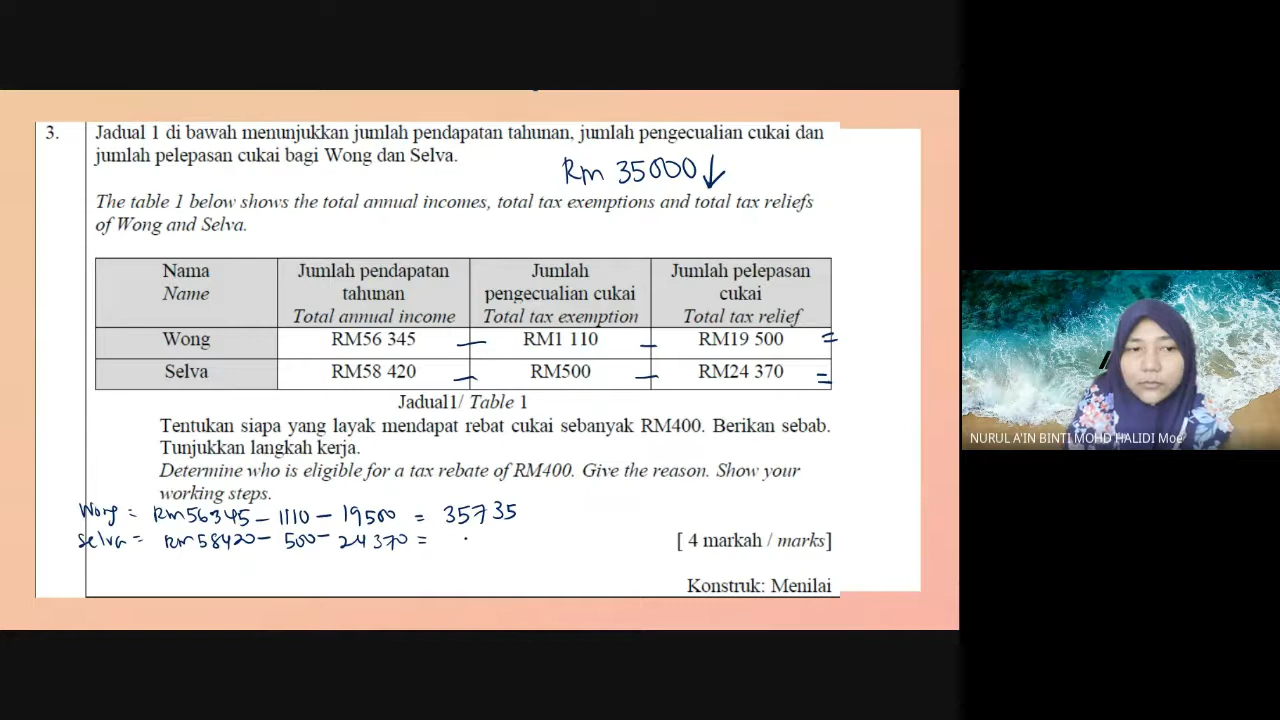 3.
Jadual 1 di bawah menunjukkan jumlah pendapatan tahunan, jumlah pengecualian cukai dan
jumlah pelepasan cukai bagi Wong dan Selva.
Rm 35000 ↓
The table 1 below shows the total annual incomes, total tax exemptions and total tax reliefs
of Wong and Selva.
Nama
Name
Jumlah pendapatan
tahunan
Total annual income
Jumlah
pengecualian cukai
Total tax exemption
Jumlah pelepasan
cukai
Total tax relief
Wong RM56 345 – RM1 110 – RM19 500 =
Selva RM58 420 – RM500 – RM24 370 =
Jadual1/ Table 1
Tentukan siapa yang layak mendapat rebat cukai sebanyak RM400. Berikan sebab.
Tunjukkan langkah kerja.
Determine who is eligible for a tax rebate of RM400. Give the reason. Show your
working steps.
Wong = Rm56345 – 1110 – 19500 = 35735
Selva = Rm58420 – 500 – 24370 =
[ 4 markah / marks]
Konstruk: Menilai
NURUL A'IN BINTI MOHD HALIDI Moe